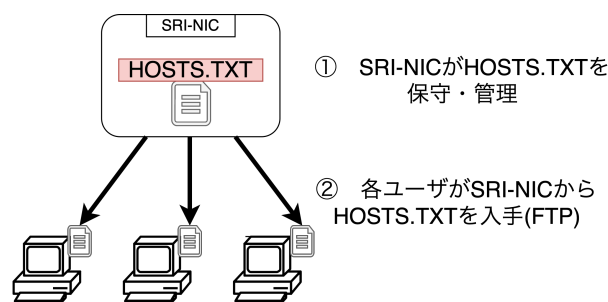 SRI-NIC
HOSTS.TXT
① SRI-NICがHOSTS.TXTを
保守・管理
② 各ユーザがSRI-NICから
HOSTS.TXTを入手(FTP)